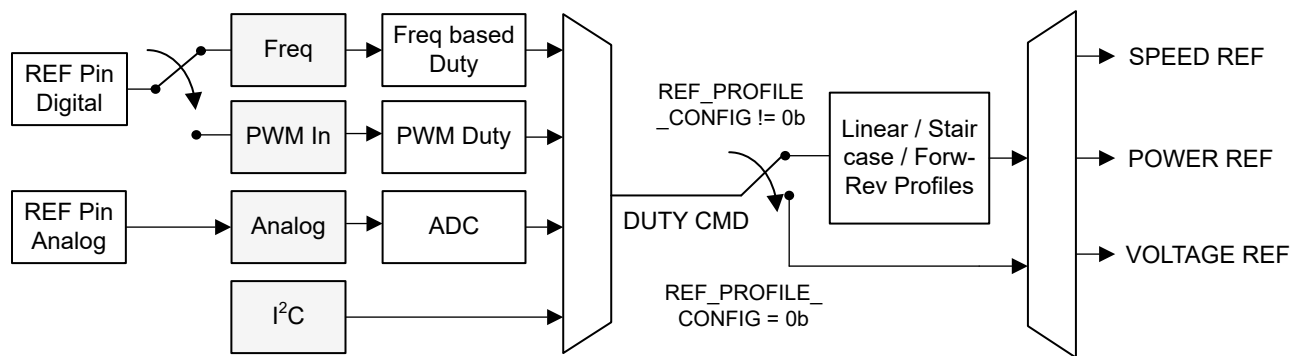 REF Pin
Digital
Freq
Freq based
Duty
PWM In
PWM Duty
REF Pin
Analog
Analog
ADC
I²C
DUTY CMD
REF_PROFILE
_CONFIG != 0b
REF_PROFILE_
CONFIG = 0b
Linear / Stair
case / Forw-
Rev Profiles
SPEED REF
POWER REF
VOLTAGE REF